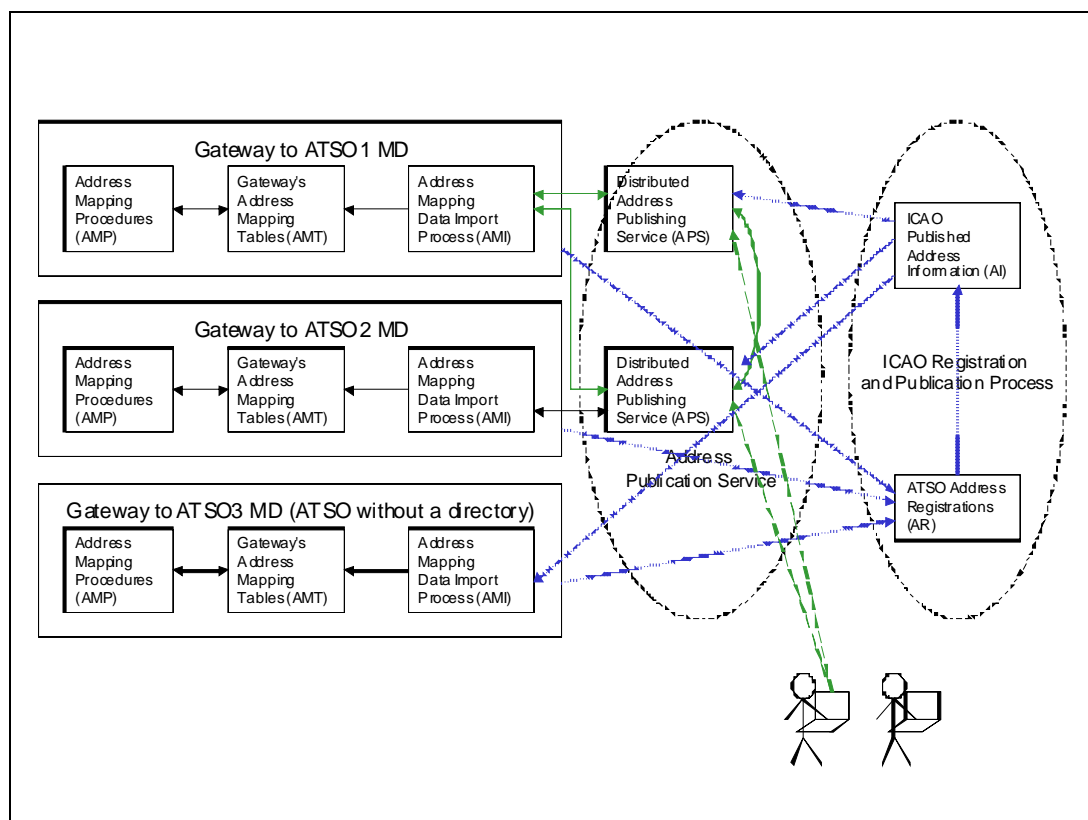 Gateway to ATSO1 MD
Address
Mapping
Procedures (AMP)
Gateway's
Address
Mapping
Tables (AMT)
Address
Mapping
Data Import
Process (AMI)
Distributed
Address
Publishing
Service (APS)
ICAO
Published
Address
Information (AI)
Gateway to ATSO2 MD
Address
Mapping
Procedures (AMP)
Gateway's
Address
Mapping
Tables (AMT)
Address
Mapping
Data Import
Process (AMI)
Distributed
Address
Publishing
Service (APS)
ICAO Registration
and Publication Process
Address
Publication Service
Gateway to ATSO3 MD (ATSO without a directory)
Address
Mapping
Procedures
(AMP)
Gateway's
Address
Mapping
Tables (AMT)
Address
Mapping
Data Import
Process (AMI)
ATSO Address
Registrations
(AR)